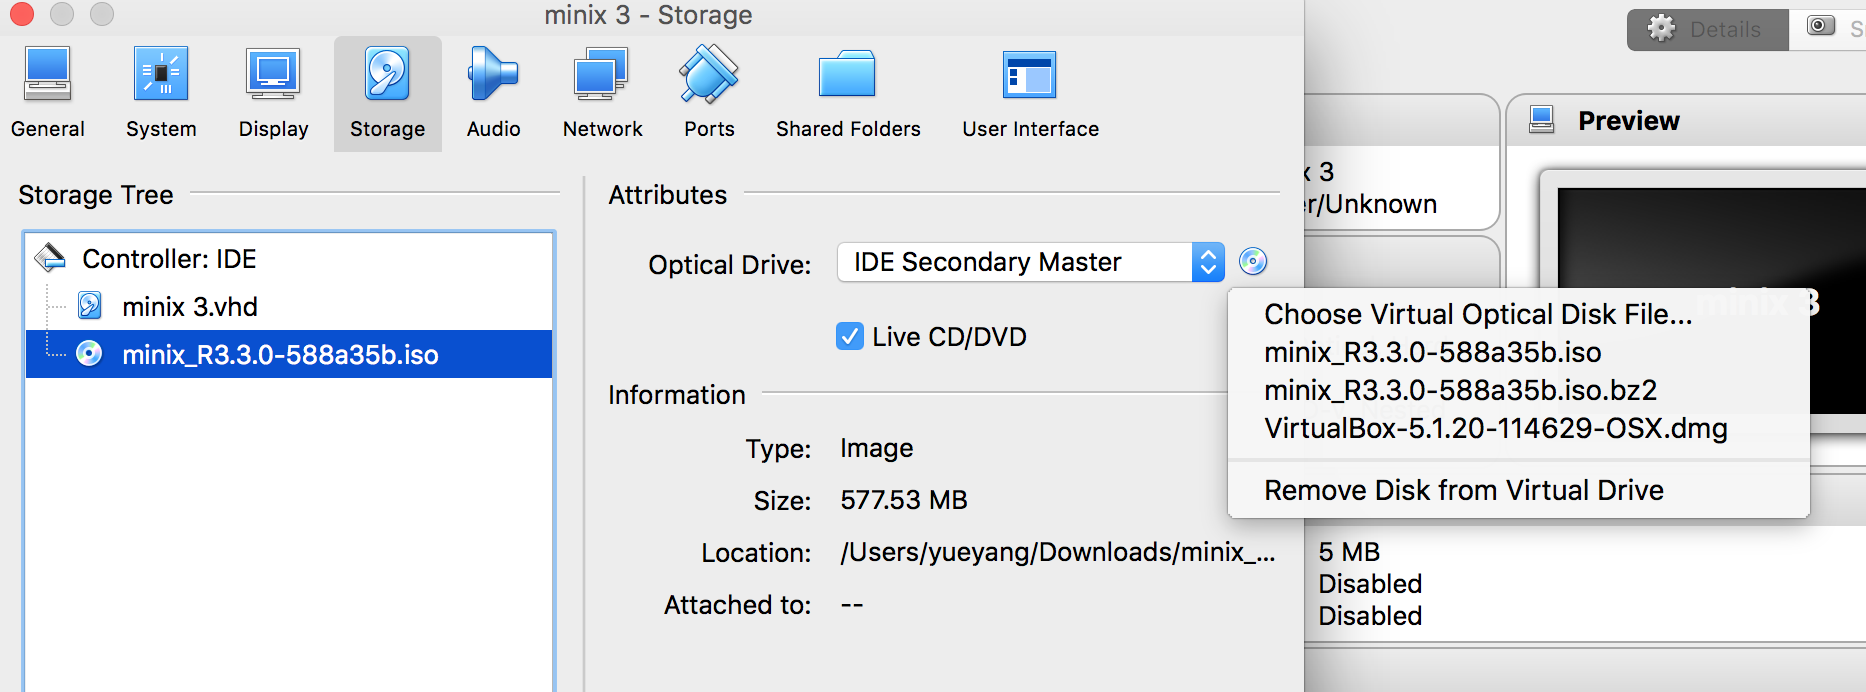 minix 3 - Storage
Details
S
General
System
Display
Storage
Audio
Network
Ports
Shared Folders
User Interface
Storage Tree
Controller: IDE
minix 3.vhd
minix_R3.3.0-588a35b.iso
Attributes
Optical Drive:
IDE Secondary Master
Live CD/DVD
Information
Type:
Image
Size:
577.53 MB
Location:
/Users/yueyang/Downloads/minix_...
Attached to:
--
Choose Virtual Optical Disk File...
minix_R3.3.0-588a35b.iso
minix_R3.3.0-588a35b.iso.bz2
VirtualBox-5.1.20-114629-OSX.dmg
Remove Disk from Virtual Drive
Preview
minix 3
x 3
er/Unknown
5 MB
Disabled
Disabled